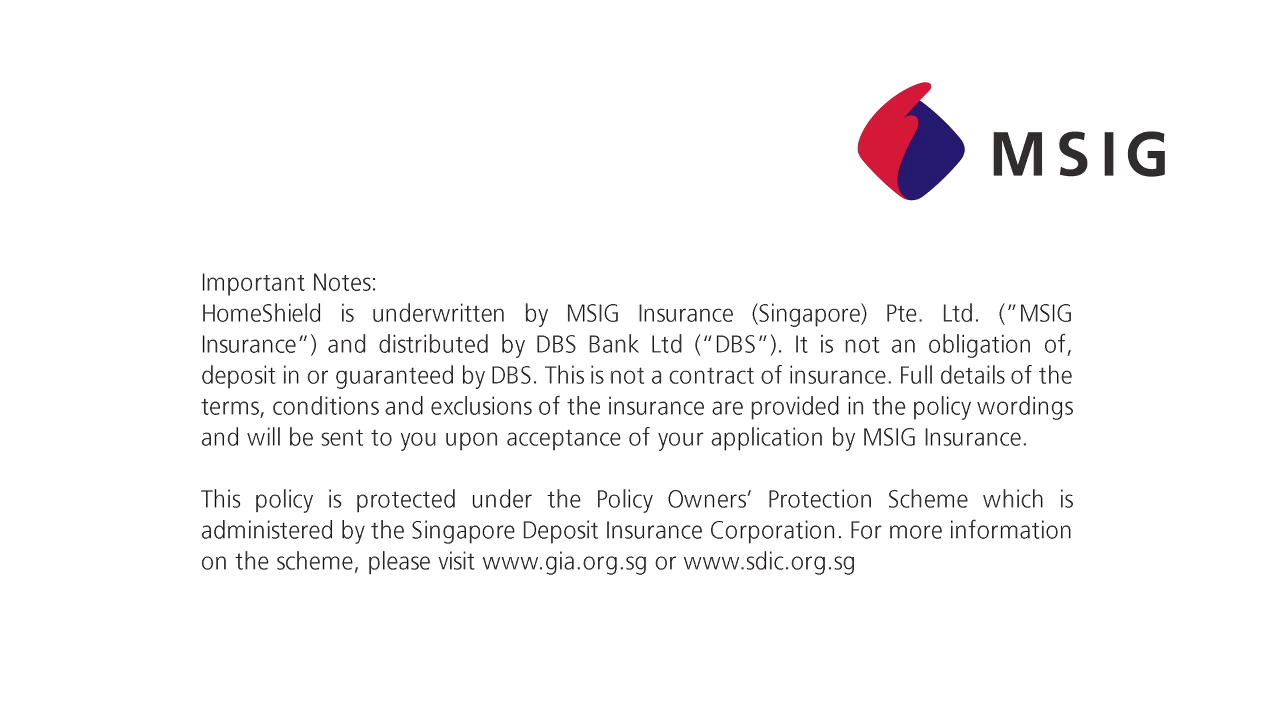 MSIG
Important Notes:
HomeShield is underwritten by MSIG Insurance (Singapore) Pte. Ltd. (”MSIG
Insurance”) and distributed by DBS Bank Ltd (“DBS”). It is not an obligation of,
deposit in or guaranteed by DBS. This is not a contract of insurance. Full details of the
terms, conditions and exclusions of the insurance are provided in the policy wordings
and will be sent to you upon acceptance of your application by MSIG Insurance.
This policy is protected under the Policy Owners’ Protection Scheme which is
administered by the Singapore Deposit Insurance Corporation. For more information
on the scheme, please visit www.gia.org.sg or www.sdic.org.sg